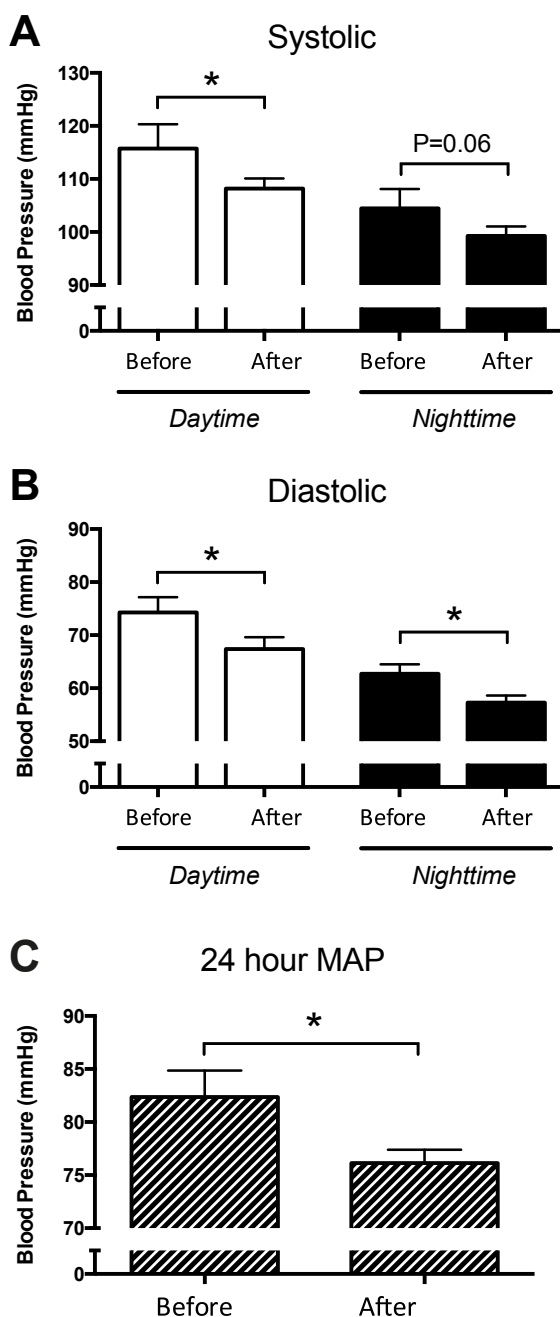 A
Systolic
Blood Pressure (mmHg)
130
120
110
100
90
0
*
P=0.06
Before After Before After
Daytime Nighttime
B
Diastolic
Blood Pressure (mmHg)
90
80
70
60
50
0
*
*
Before After Before After
Daytime Nighttime
C
24 hour MAP
Blood Pressure (mmHg)
90
85
80
75
70
0
*
Before After